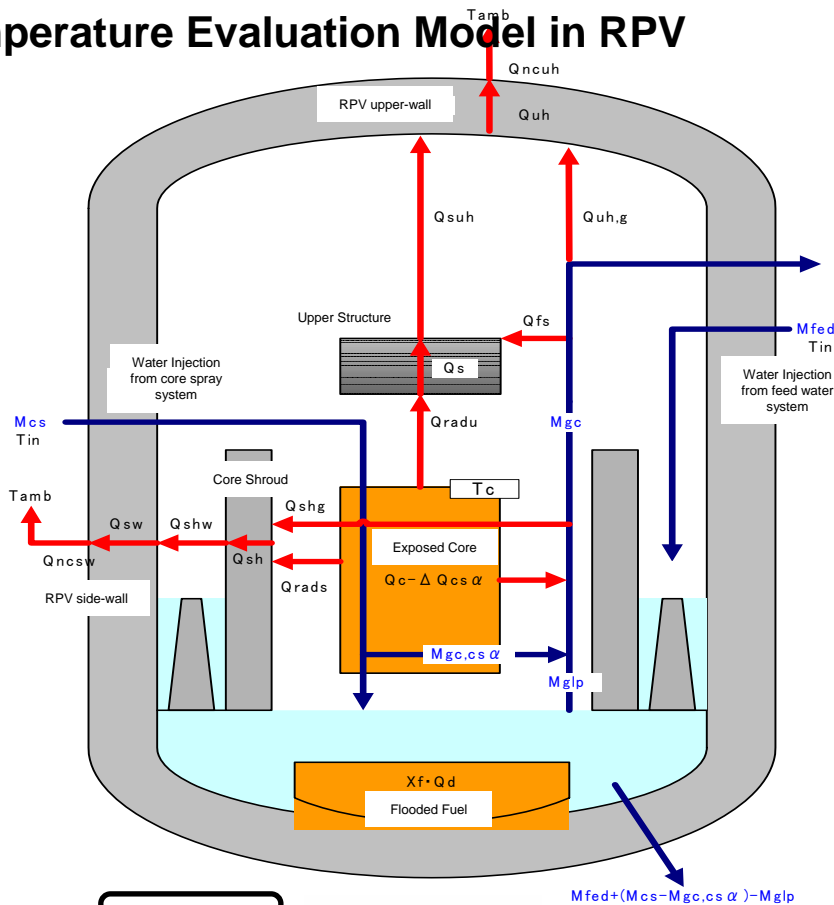 perature Evaluation Model in RPV
Tamb
Qncuh
RPV upper-wall
Quh
Qsuh
Quh,g
Upper Structure
Qfs
Mfed
Tin
Water Injection
from core spray
system
Qs
Water Injection
from feed water
system
Mcs
Tin
Qradu
Mgc
Core Shroud
Tc
Tamb
Qshg
Qsw
Qshw
Exposed Core
Qncsw
Qsh
Qrads
Qc-Δ Qcsα
RPV side-wall
Mgc,csα
Mglp
Xf・Qd
Flooded Fuel
Mfed+(Mcs-Mgc,csα)-Mglp